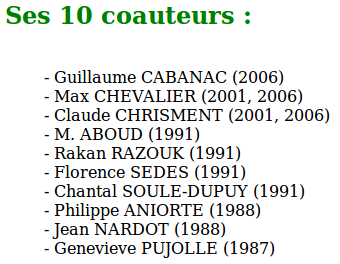 Ses 10 coauteurs :
- Guillaume CABANAC (2006)
- Max CHEVALIER (2001, 2006)
- Claude CHRISMENT (2001, 2006)
- M. ABOUD (1991)
- Rakan RAZOUK (1991)
- Florence SEDES (1991)
- Chantal SOULE-DUPUY (1991)
- Philippe ANIORTE (1988)
- Jean NARDOT (1988)
- Genevieve PUJOLLE (1987)